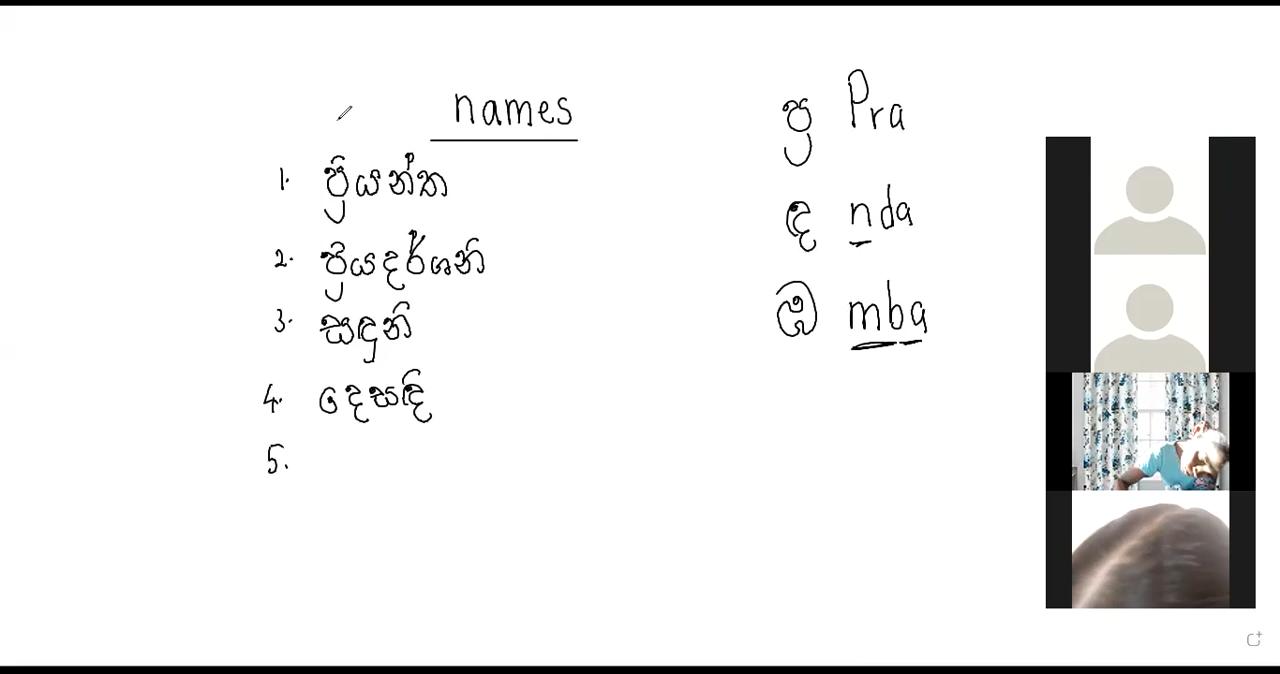 names
1. ප්‍රියන්ත
2. ප්‍රියදර්ශනි
3. සඳුනි
4. දෙසඳි
5.
ප්‍ර Pra
ඳ nda
ඹ mba